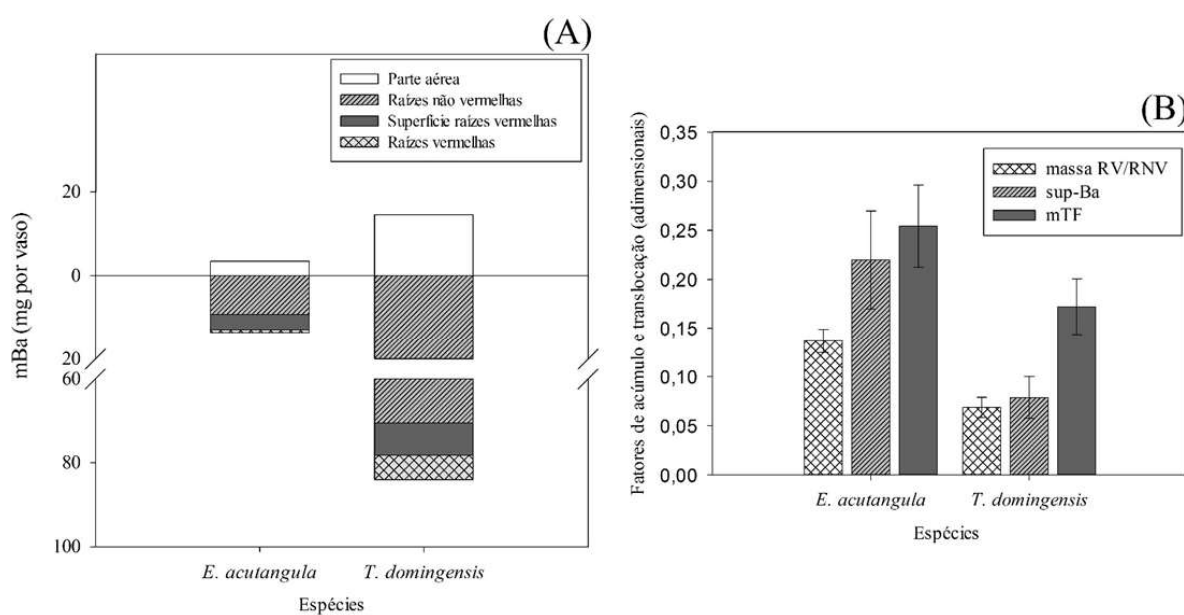 (A)
Parte aérea
Raízes não vermelhas
Superfície raízes vermelhas
Raízes vermelhas
mBa (mg por vaso)
20
0
20
60
80
100
E. acutangula T. domingensis
Espécies
(B)
massa RV/RNV
sup-Ba
mTF
Fatores de acúmulo e translocação (adimensionais)
0,35
0,30
0,25
0,20
0,15
0,10
0,05
0,00
E. acutangula T. domingensis
Espécies